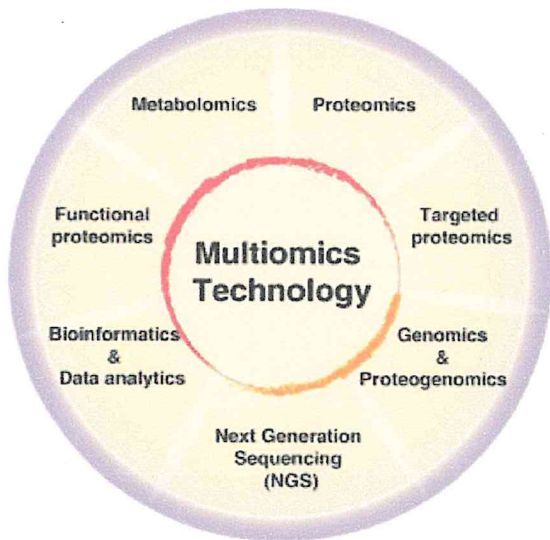 Metabolomics
Proteomics
Functional
proteomics
Targeted
proteomics
Multiomics
Technology
Bioinformatics
&
Data analytics
Genomics
&
Proteogenomics
Next Generation
Sequencing
(NGS)